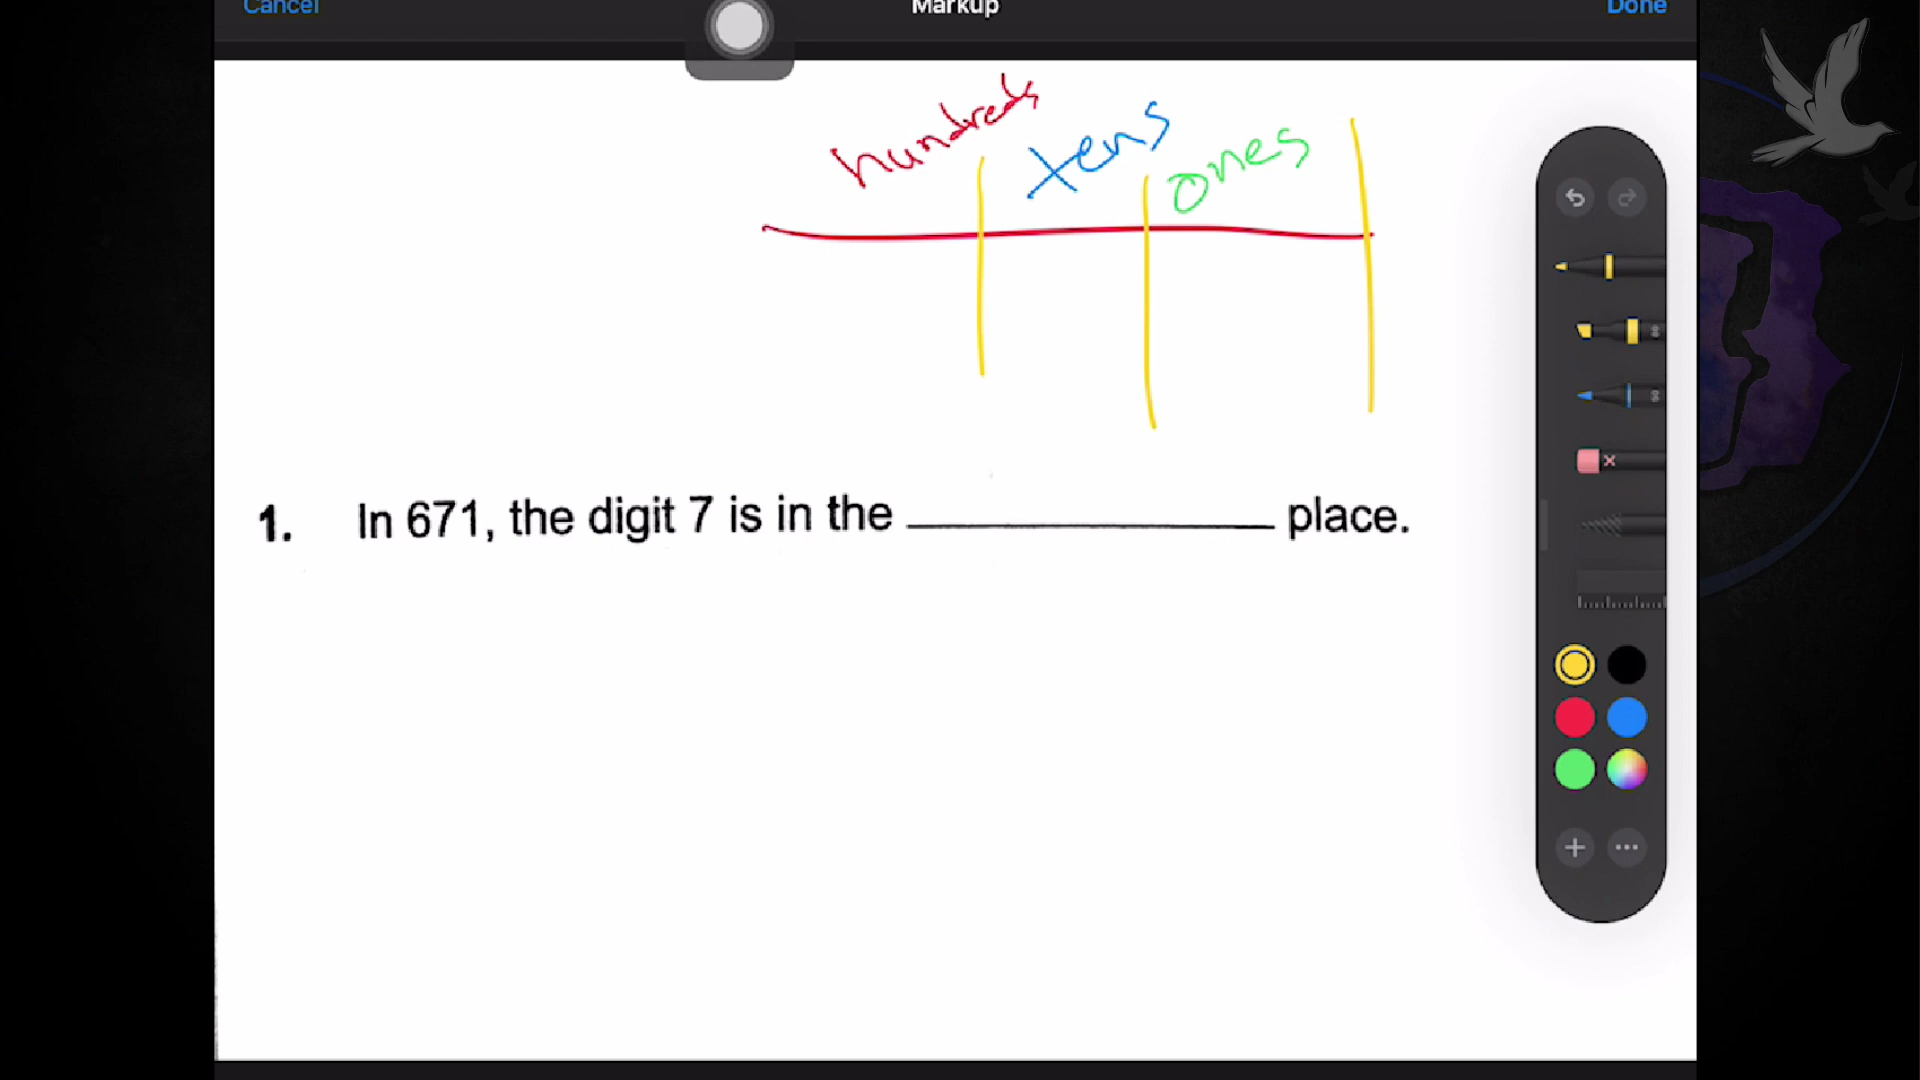 Cancel Markup Done
hundreds tens ones
1. In 671, the digit 7 is in the ______________ place.